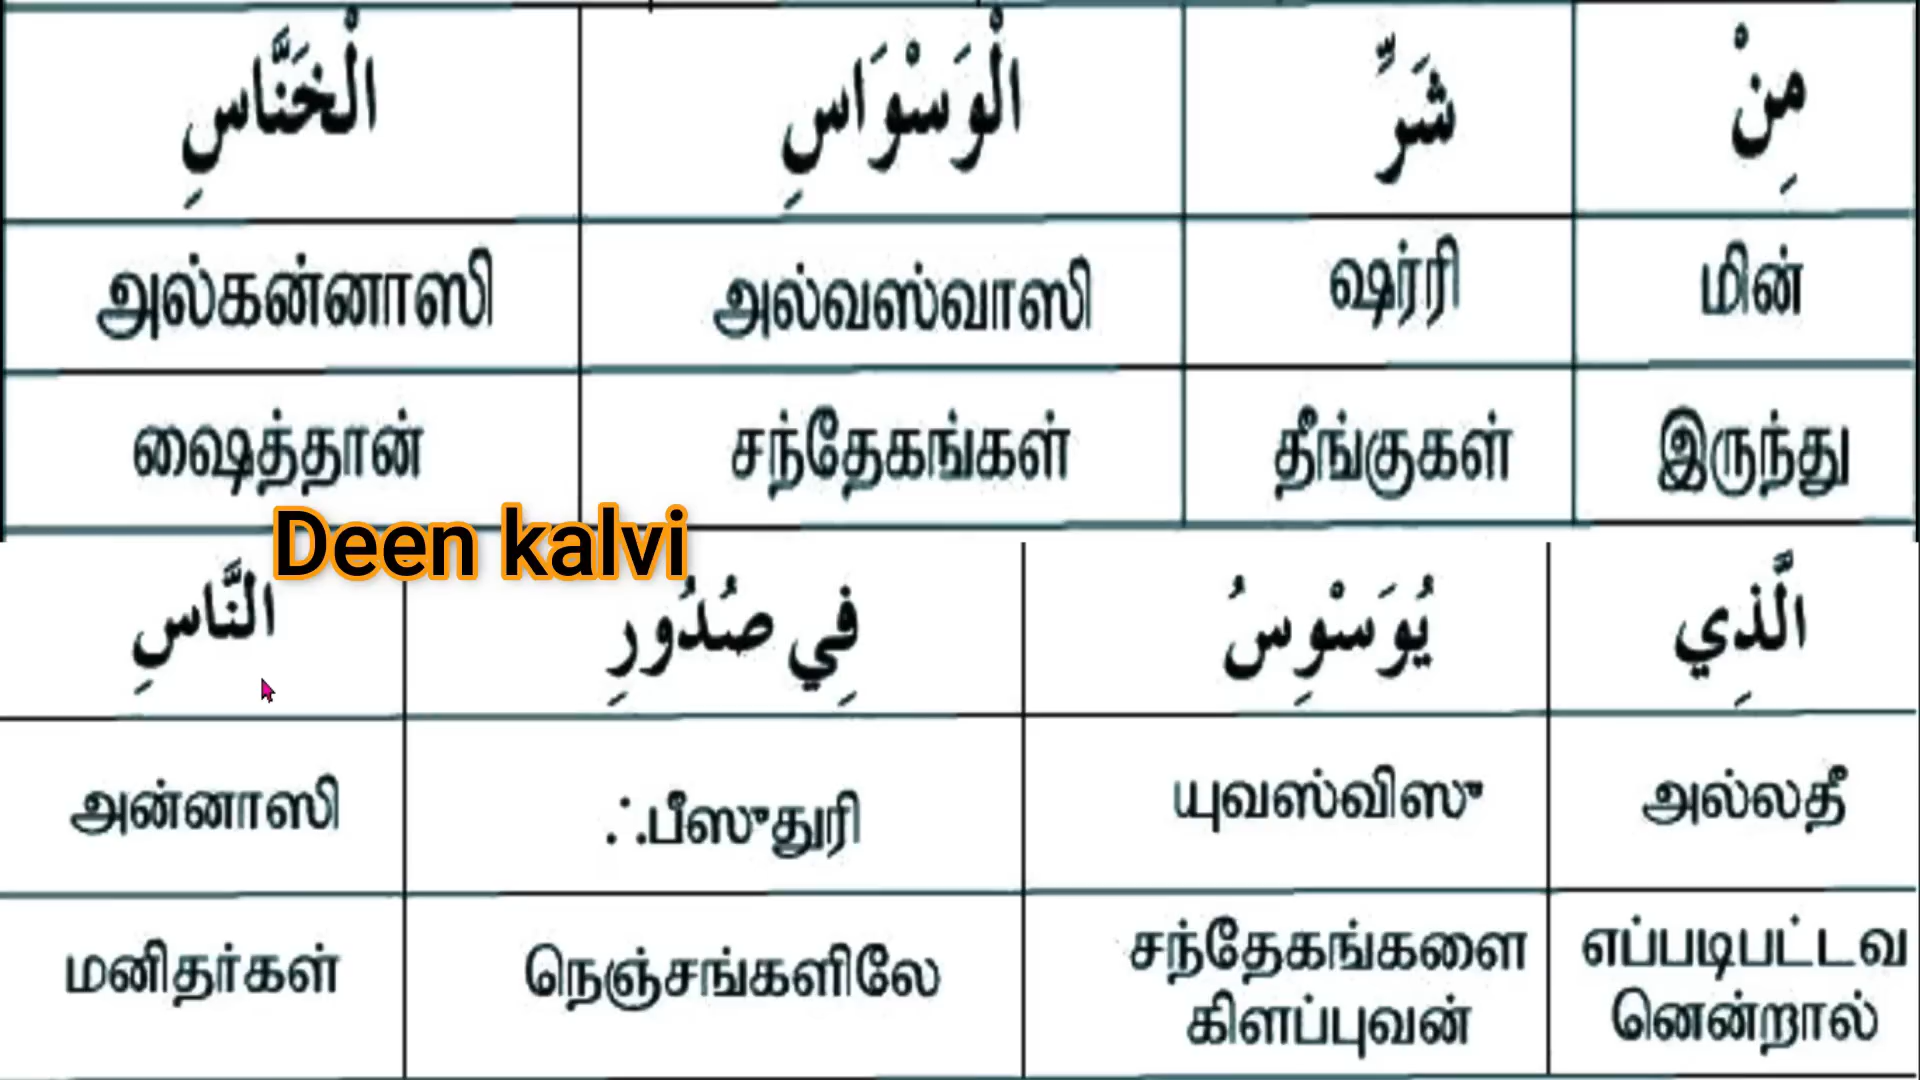 مِنْ شَرِّ الْوَسْوَاسِ الْخَنَّاسِ
மின் ஷர்ரி அல்வஸ்வாஸி அல்கன்னாஸி
இருந்து தீங்குகள் சந்தேகங்கள் ஷைத்தான்
Deen kalvi
الَّذِي يُوَسْوِسُ فِي صُدُورِ النَّاسِ
அல்லதீ யுவஸ்விஸு ஃபீஸுதுரி அன்னாஸி
எப்படிபட்டவ சந்தேகங்களை நெஞ்சங்களிலே மனிதர்கள்
னென்றால் கிளப்புவன்